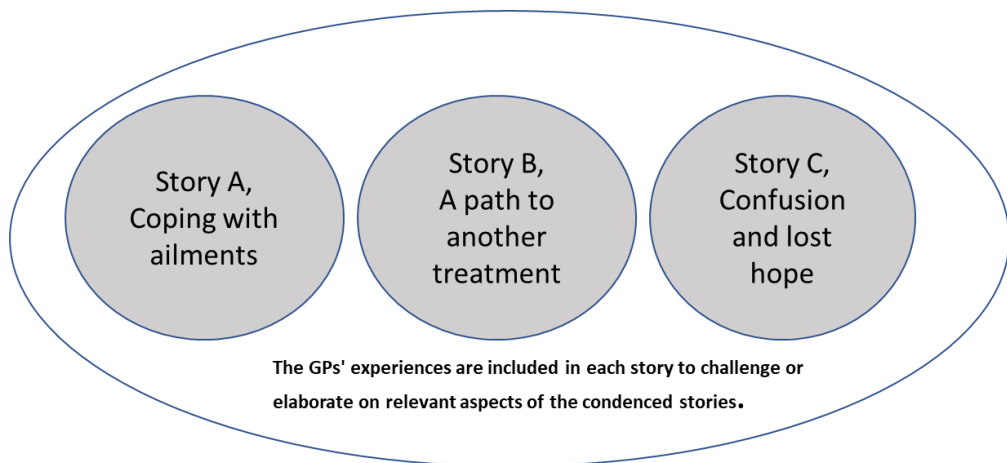 Story A,
Coping with
ailments
Story B,
A path to
another
treatment
Story C,
Confusion
and lost
hope
The GPs' experiences are included in each story to challenge or
elaborate on relevant aspects of the condenced stories.